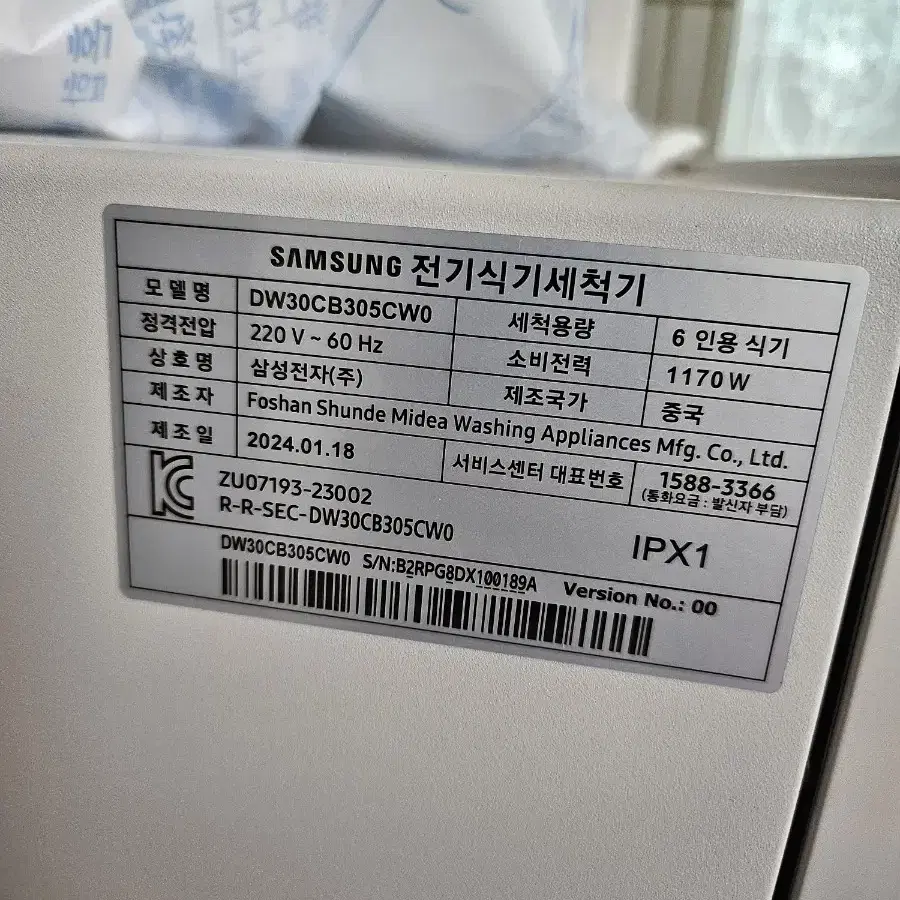 SAMSUNG 전기식기세척기
모델명 DW30CB305CW0 세척용량 6 인용 식기
정격전압 220 V ~ 60 Hz 소비전력 1170 W
상호명 삼성전자(주) 제조국가 중국
제조자 Foshan Shunde Midea Washing Appliances Mfg. Co., Ltd.
제조일 2024.01.18 서비스센터 대표번호 1588-3366
(통화요금 : 발신자 부담)
ZU07193-23002
R-R-SEC-DW30CB305CW0
IPX1
DW30CB305CW0 S/N:B2RPG8DX100189A Version No.: 00